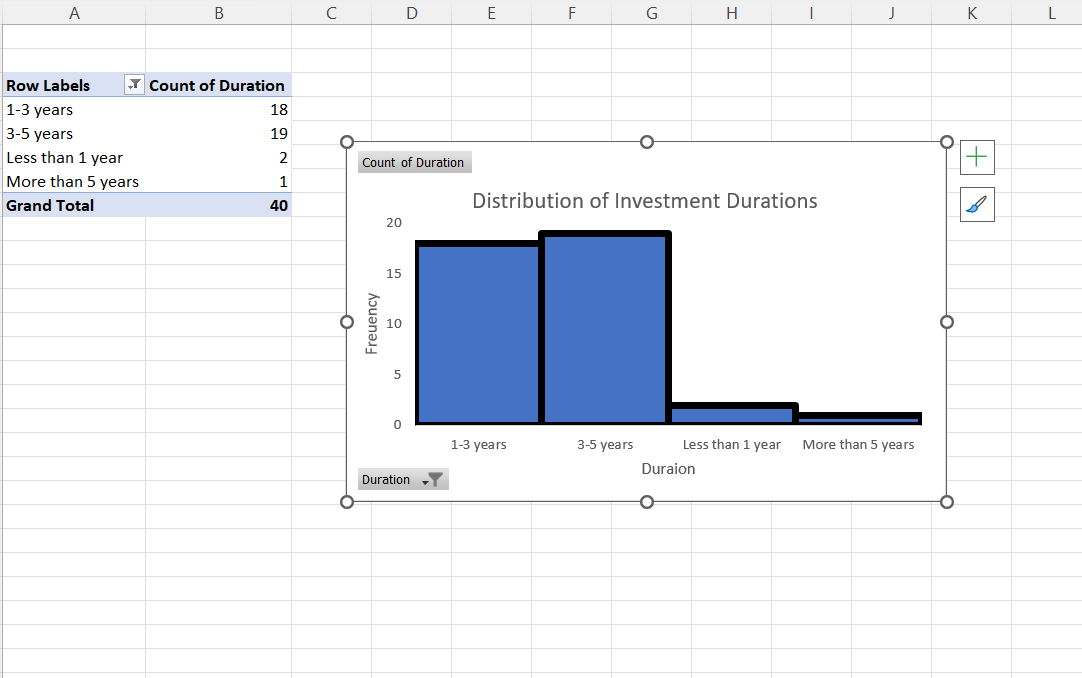 A B C D E F G H I J K L
Row Labels Count of Duration
1-3 years 18
3-5 years 19
Less than 1 year 2
More than 5 years 1
Grand Total 40
Count of Duration
Distribution of Investment Durations
20
15
10
5
0
Freuency
1-3 years 3-5 years Less than 1 year More than 5 years
Duraion
Duration